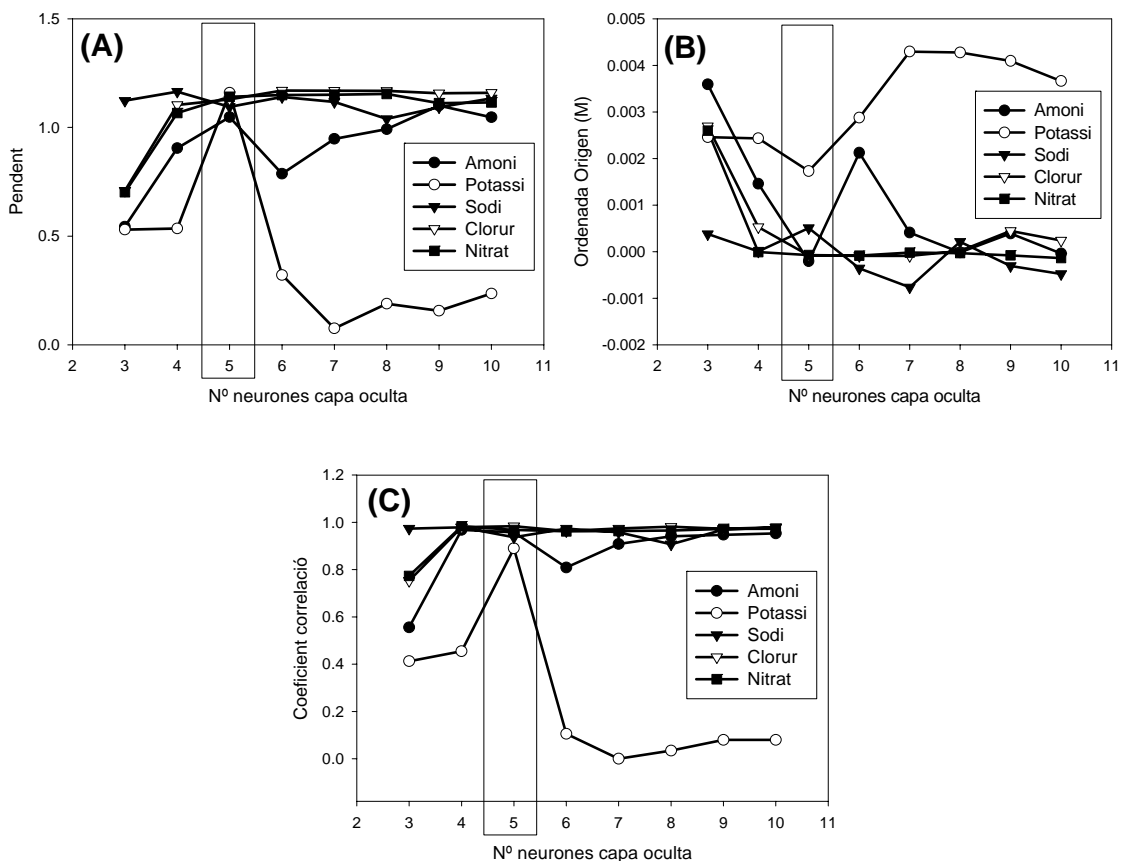 (A)
Pendent
1.5
1.0
0.5
0.0
2 3 4 5 6 7 8 9 10 11
Nº neurones capa oculta
Amoni
Potassi
Sodi
Clorur
Nitrat
(B)
Ordenada Origen (M)
0.005
0.004
0.003
0.002
0.001
0.000
-0.001
-0.002
2 3 4 5 6 7 8 9 10 11
Nº neurones capa oculta
Amoni
Potassi
Sodi
Clorur
Nitrat
(C)
Coeficient correlació
1.2
1.0
0.8
0.6
0.4
0.2
0.0
2 3 4 5 6 7 8 9 10 11
Nº neurones capa oculta
Amoni
Potassi
Sodi
Clorur
Nitrat